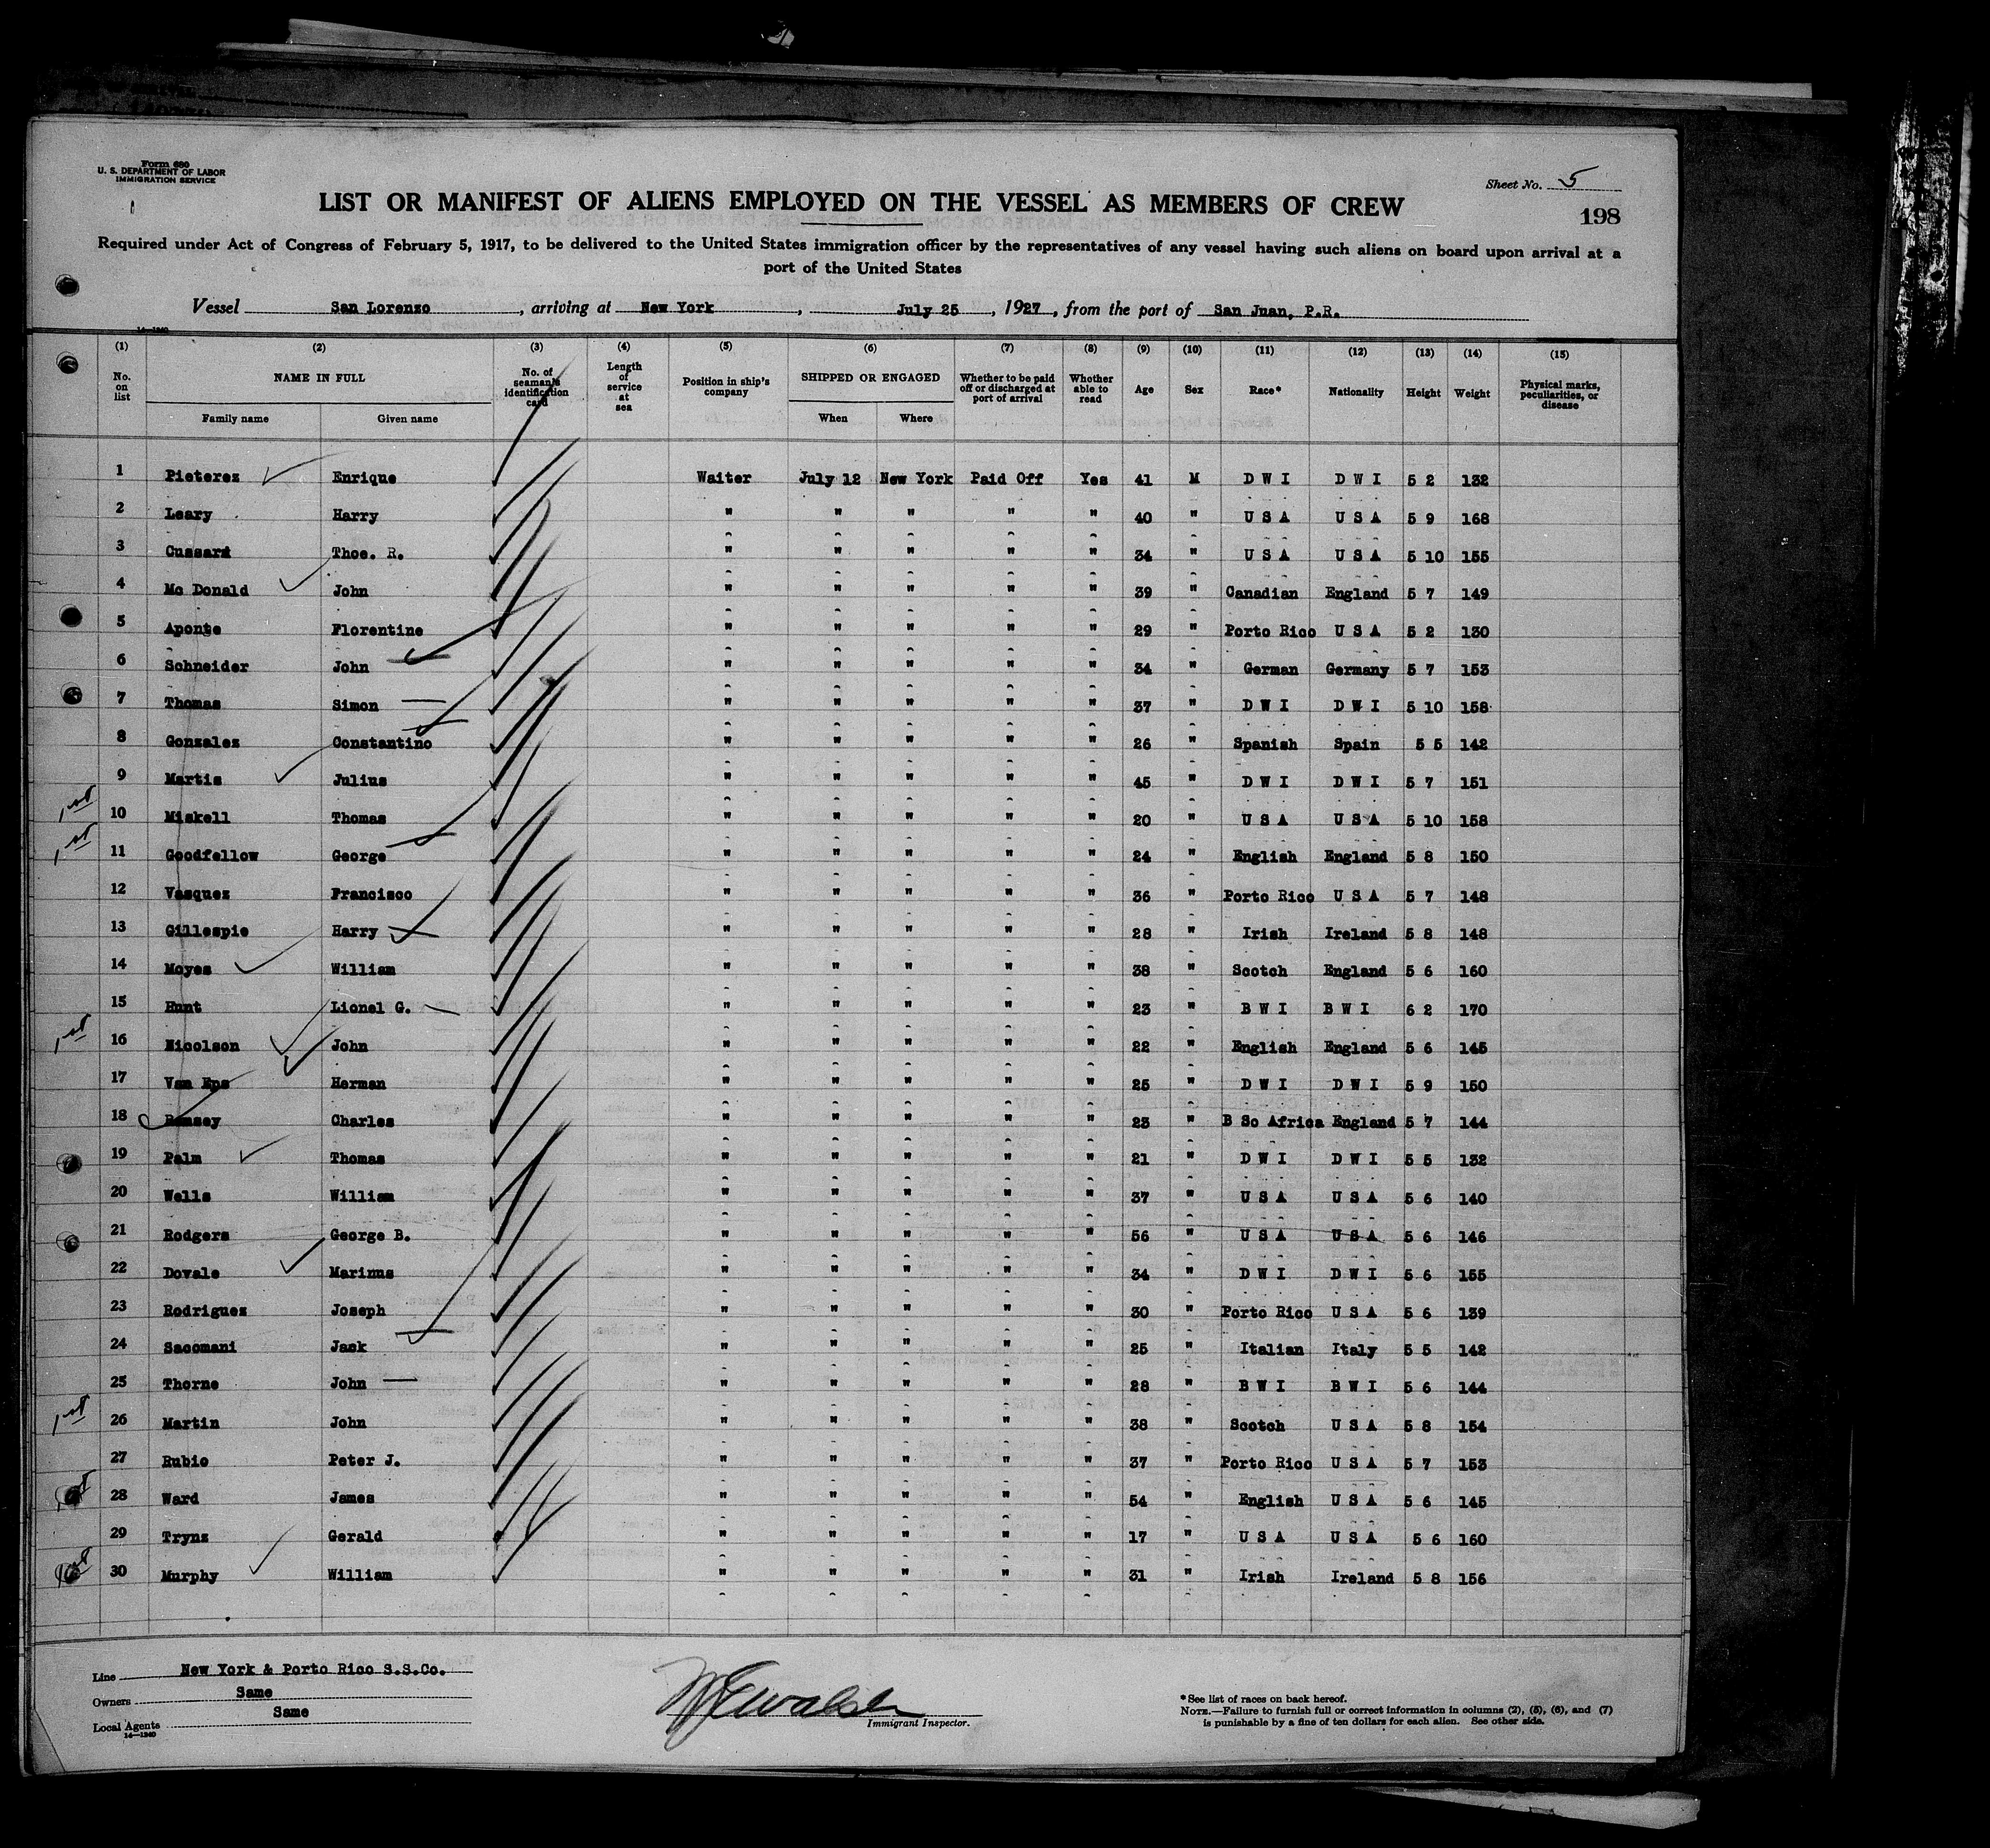 Form 680
U. S. DEPARTMENT OF LABOR
IMMIGRATION SERVICE
Sheet No. 5
LIST OR MANIFEST OF ALIENS EMPLOYED ON THE VESSEL AS MEMBERS OF CREW
198
Required under Act of Congress of February 5, 1917, to be delivered to the United States immigration officer by the representatives of any vessel having such aliens on board upon arrival at a
port of the United States
Vessel San Lorenzo, arriving at New York, July 25, 1927, from the port of San Juan, P.R.
14—1240
(1) (2) (3) (4) (5) (6) (7) (8) (9) (10) (11) (12) (13) (14) (15)
No. on list NAME IN FULL Family name Given name No. of seaman's identification card Length of service at sea Position in ship's company SHIPPED OR ENGAGED When Where Whether to be paid off or discharged at port of arrival Whether able to read Age Sex Race* Nationality Height Weight Physical marks, peculiarities, or disease
1 Pieterez Enrique Waiter July 12 New York Paid Off Yes 41 M D W I D W I 5 2 132
2 Leary Harry " " " " " 40 " U S A U S A 5 9 168
3 Cussard Thos. R. " " " " " 34 " U S A U S A 5 10 155
4 Mc Donald John " " " " " 39 " Canadian England 5 7 149
5 Aponte Florentine " " " " " 29 " Porto Rico U S A 5 2 130
6 Schneider John " " " " " 34 " German Germany 5 7 153
7 Thomas Simon " " " " " 37 " D W I D W I 5 10 158
8 Gonzalez Constantino " " " " " 26 " Spanish Spain 5 5 142
9 Martis Julius " " " " " 45 " D W I D W I 5 7 151
1st 10 Miskell Thomas " " " " " 20 " U S A U S A 5 10 158
1st 11 Goodfellow George " " " " " 24 " English England 5 8 150
12 Vasquez Francisco " " " " " 36 " Porto Rico U S A 5 7 148
13 Gillespie Harry " " " " " 28 " Irish Ireland 5 8 148
14 Moyes William " " " " " 38 " Scotch England 5 6 160
15 Hunt Lionel G. " " " " " 23 " B W I B W I 6 2 170
1st 16 Nicolson John " " " " " 22 " English England 5 6 145
17 Van Eps Herman " " " " " 25 " D W I D W I 5 9 150
18 Ramsey Charles " " " " " 23 " B So Africa England 5 7 144
19 Palm Thomas " " " " " 21 " D W I D W I 5 5 132
20 Wells William " " " " " 37 " U S A U S A 5 6 140
21 Rodgers George B. " " " " " 56 " U S A U S A 5 6 146
22 Dovale Marinus " " " " " 34 " D W I D W I 5 6 155
23 Rodriguez Joseph " " " " " 30 " Porto Rico U S A 5 6 139
24 Sacomani Jack " " " " " 25 " Italian Italy 5 5 142
25 Thorne John " " " " " 28 " B W I B W I 5 6 144
1st 26 Martin John " " " " " 38 " Scotch U S A 5 8 154
27 Rubio Peter J. " " " " " 37 " Porto Rico U S A 5 7 153
1st 28 Ward James " " " " " 54 " English U S A 5 6 145
29 Trynz Gerald " " " " " 17 " U S A U S A 5 6 160
1st 30 Murphy William " " " " " 31 " Irish Ireland 5 8 156
Line New York & Porto Rico S.S.Co.
Owners Same
Local Agents Same
14—1240
Immigrant Inspector.
*See list of races on back hereof.
NOTE.—Failure to furnish full or correct information in columns (2), (5), (6), and (7)
is punishable by a fine of ten dollars for each alien. See other side.